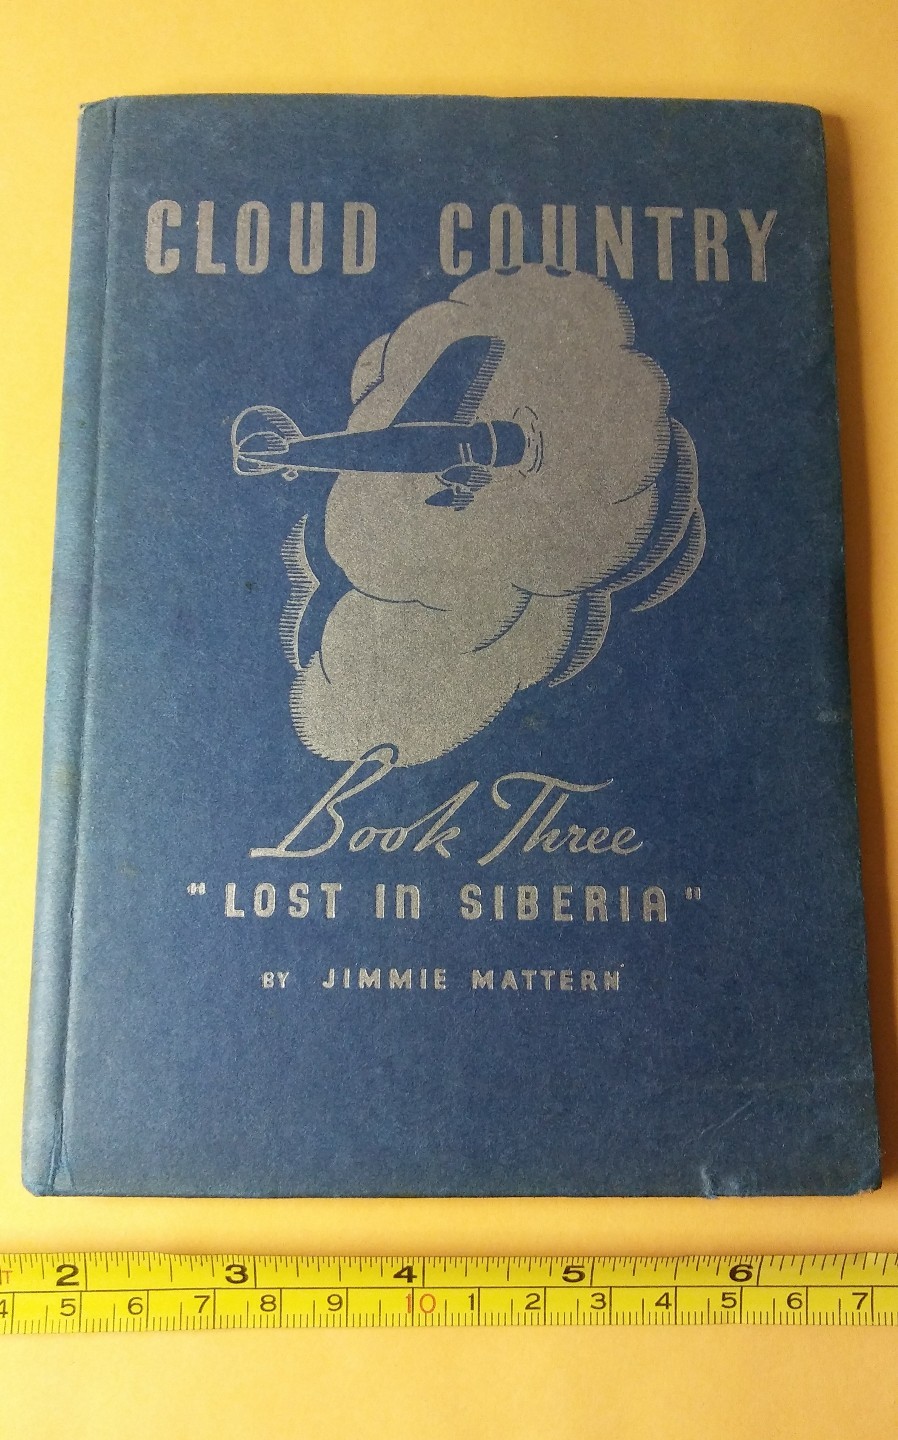 CLOUD COUNTRY
Book Three
"LOST IN SIBERIA"
BY JIMMIE MATTERN
2 3 4 5 6
4 5 6 7 8 9 10 1 2 3 4 5 6 7